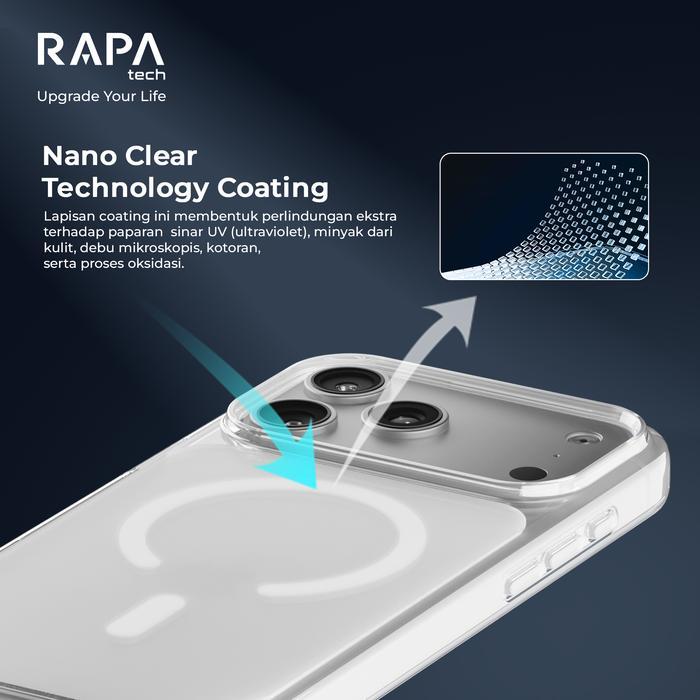 RAPA
tech
Upgrade Your Life
Nano Clear
Technology Coating
Lapisan coating ini membentuk perlindungan ekstra
terhadap paparan sinar UV (ultraviolet), minyak dari
kulit, debu mikroskopis, kotoran,
serta proses oksidasi.